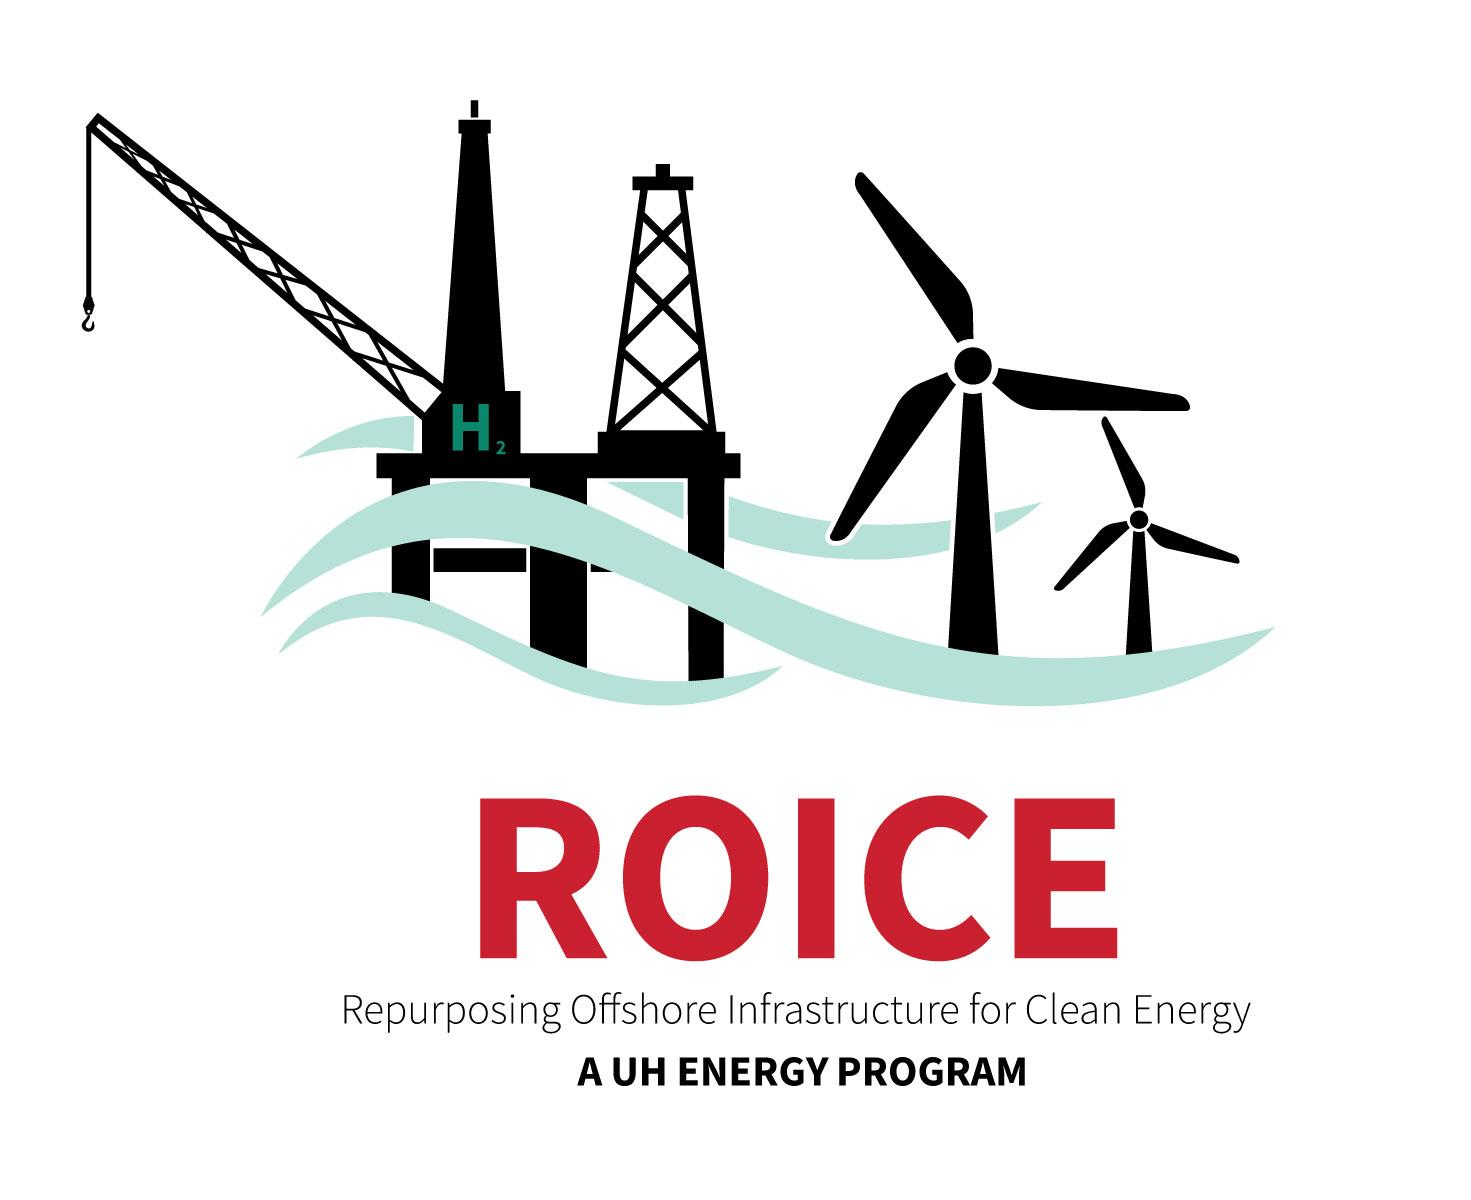 H2
ROICE
Repurposing Offshore Infrastructure for Clean Energy
A UH ENERGY PROGRAM